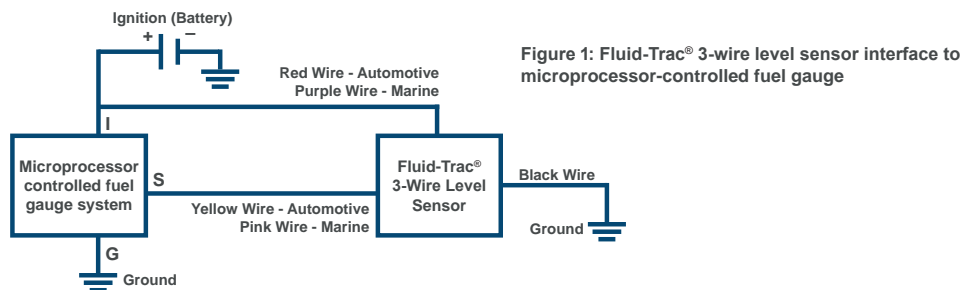 Ignition (Battery)
+ –
Figure 1: Fluid-Trac® 3-wire level sensor interface to
microprocessor-controlled fuel gauge
Red Wire - Automotive
Purple Wire - Marine
I
Microprocessor
controlled fuel
gauge system
S
Yellow Wire - Automotive
Pink Wire - Marine
Fluid-Trac®
3-Wire Level
Sensor
Black Wire
Ground
G
Ground